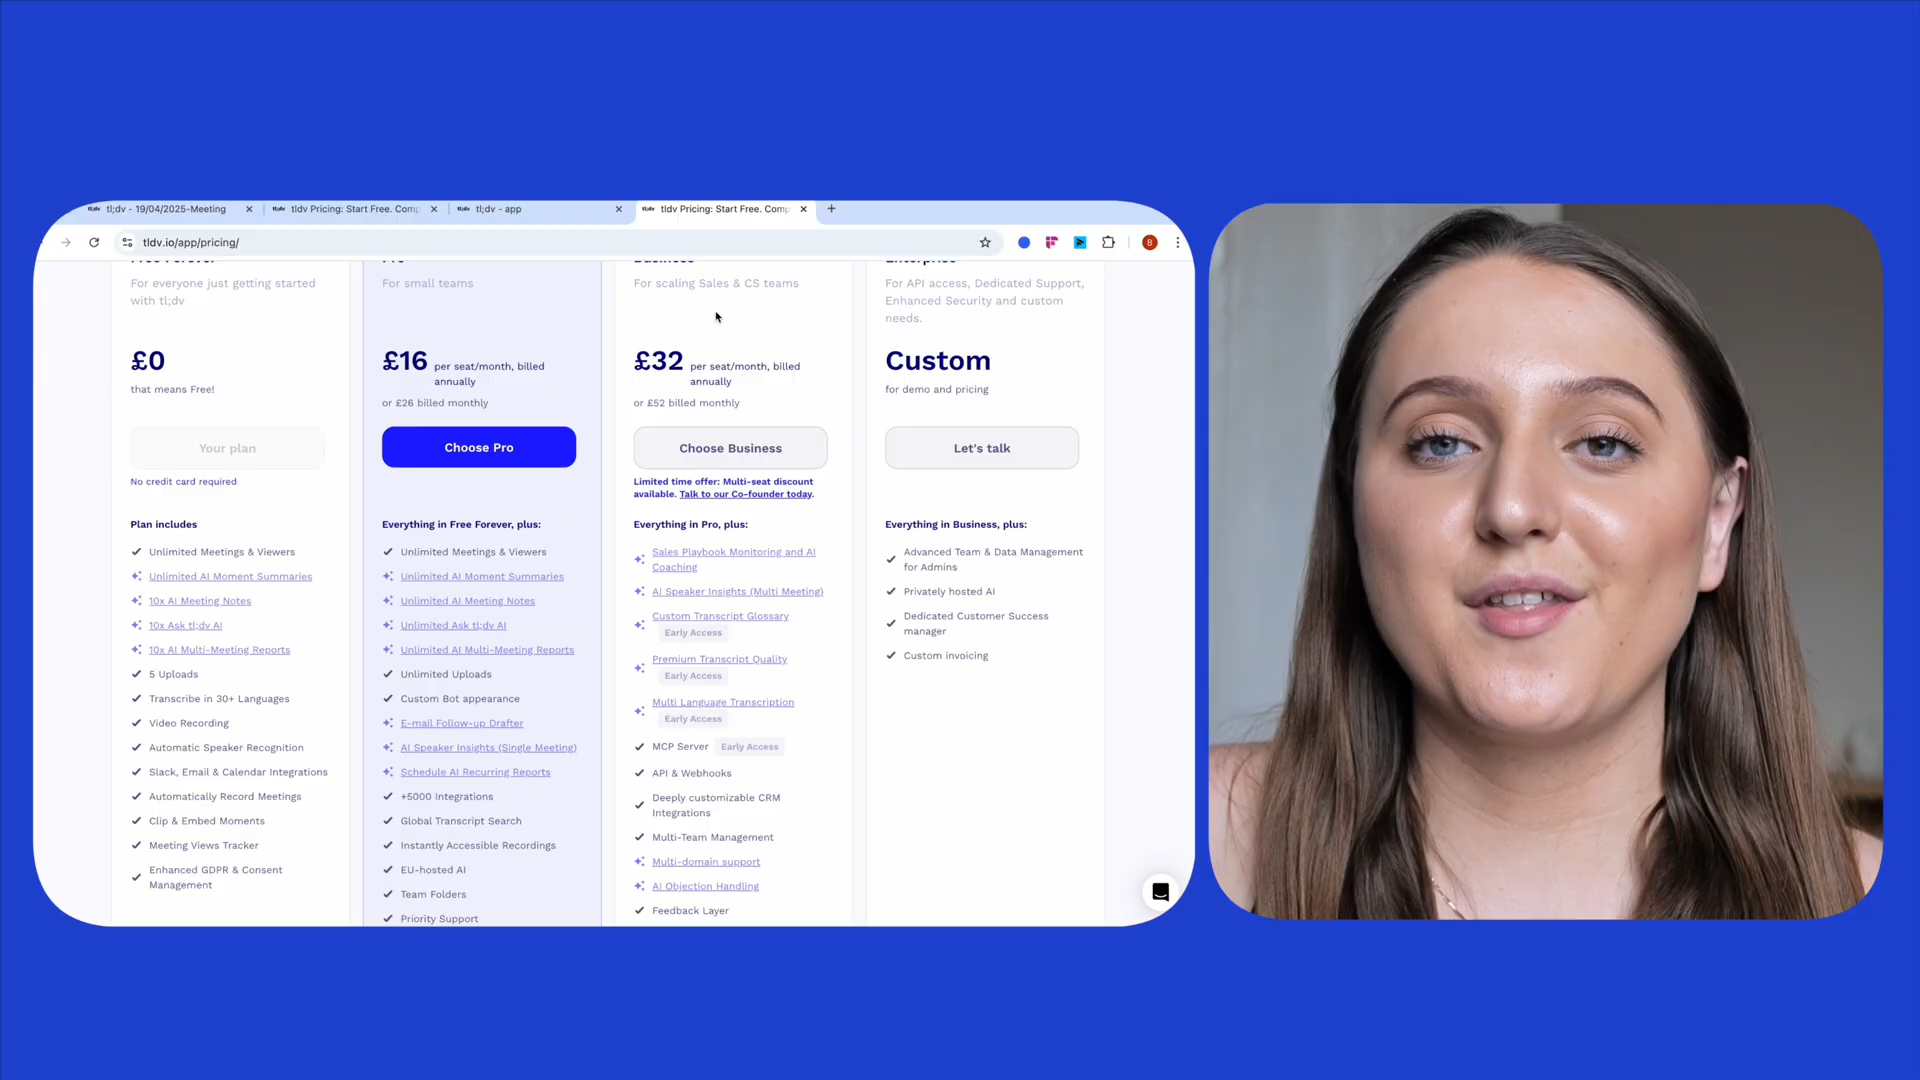 tl;dv - 19/04/2025-Meeting
tldv Pricing: Start Free. Comp
tl;dv - app
tldv Pricing: Start Free. Comp
tldv.io/app/pricing/
B
Free Forever
For everyone just getting started
with tl;dv
£0
that means Free!
Your plan
No credit card required
Plan includes
Unlimited Meetings & Viewers
Unlimited AI Moment Summaries
10x AI Meeting Notes
10x Ask tl;dv AI
10x AI Multi-Meeting Reports
5 Uploads
Transcribe in 30+ Languages
Video Recording
Automatic Speaker Recognition
Slack, Email & Calendar Integrations
Automatically Record Meetings
Clip & Embed Moments
Meeting Views Tracker
Enhanced GDPR & Consent
Management
Pro
For small teams
£16 per seat/month, billed
annually
or £26 billed monthly
Choose Pro
Everything in Free Forever, plus:
Unlimited Meetings & Viewers
Unlimited AI Moment Summaries
Unlimited AI Meeting Notes
Unlimited Ask tl;dv AI
Unlimited AI Multi-Meeting Reports
Unlimited Uploads
Custom Bot appearance
E-mail Follow-up Drafter
AI Speaker Insights (Single Meeting)
Schedule AI Recurring Reports
+5000 Integrations
Global Transcript Search
Instantly Accessible Recordings
EU-hosted AI
Team Folders
Priority Support
Business
For scaling Sales & CS teams
£32 per seat/month, billed
annually
or £52 billed monthly
Choose Business
Limited time offer: Multi-seat discount
available. Talk to our Co-founder today.
Everything in Pro, plus:
Sales Playbook Monitoring and AI
Coaching
AI Speaker Insights (Multi Meeting)
Custom Transcript Glossary
Early Access
Premium Transcript Quality
Early Access
Multi Language Transcription
Early Access
MCP Server Early Access
API & Webhooks
Deeply customizable CRM
Integrations
Multi-Team Management
Multi-domain support
AI Objection Handling
Feedback Layer
Enterprise
For API access, Dedicated Support,
Enhanced Security and custom
needs.
Custom
for demo and pricing
Let's talk
Everything in Business, plus:
Advanced Team & Data Management
for Admins
Privately hosted AI
Dedicated Customer Success
manager
Custom invoicing